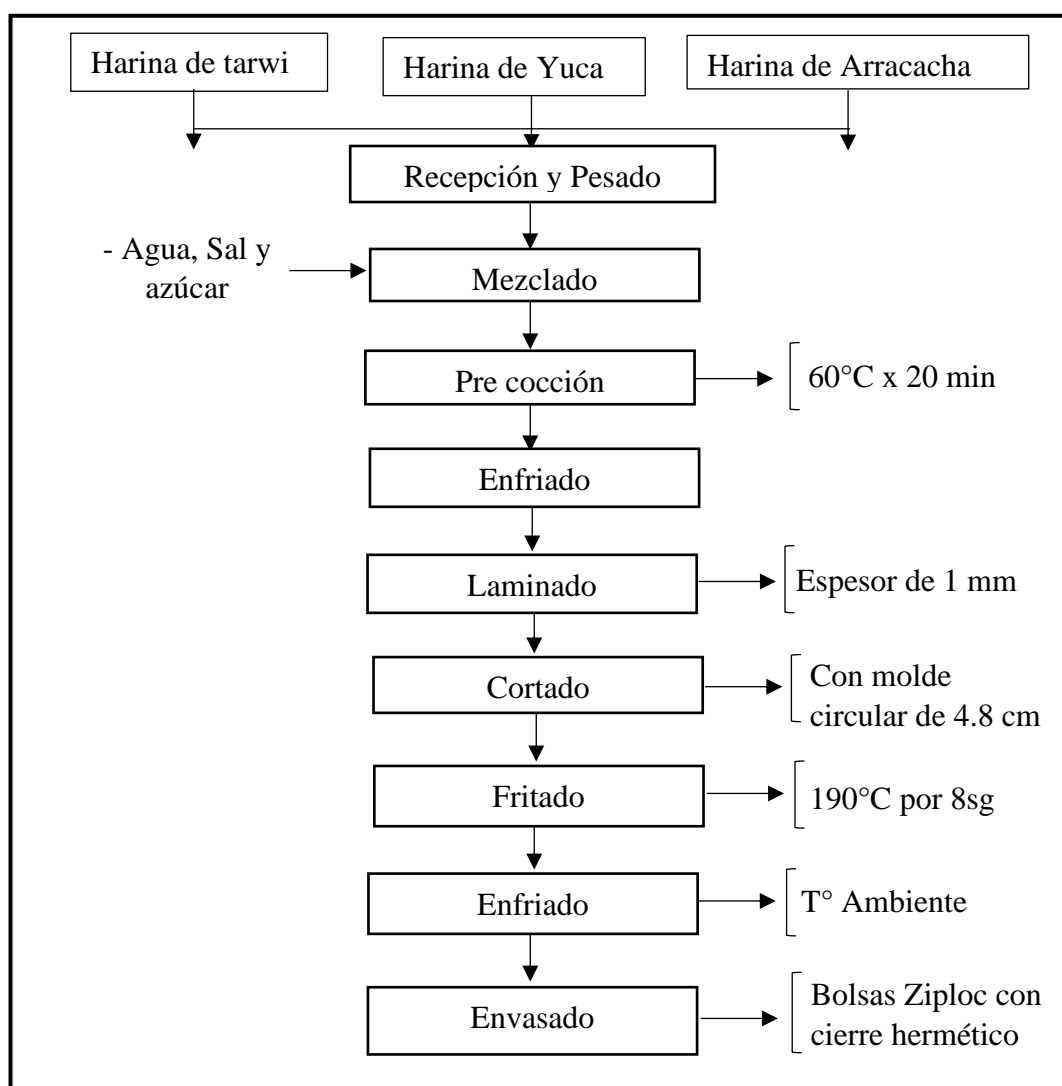 Harina de tarwi
Harina de Yuca
Harina de Arracacha
Recepción y Pesado
- Agua, Sal y
azúcar
Mezclado
Pre cocción
60°C x 20 min
Enfriado
Laminado
Espesor de 1 mm
Cortado
Con molde
circular de 4.8 cm
Fritado
190°C por 8sg
Enfriado
T° Ambiente
Envasado
Bolsas Ziploc con
cierre hermético